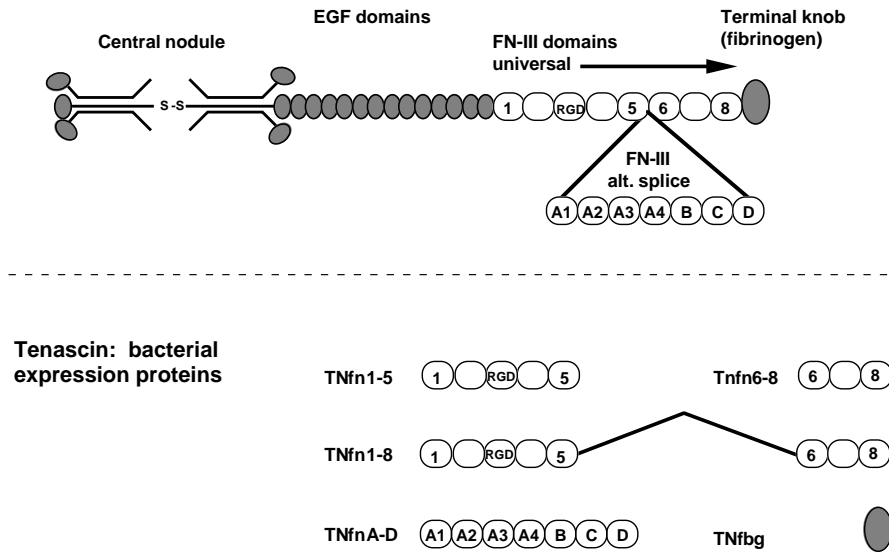 EGF domains
Terminal knob
(fibrinogen)
Central nodule
FN-III domains
universal
S -S
1 RGD 5 6 8
FN-III
alt. splice
A1 A2 A3 A4 B C D
Tenascin: bacterial
expression proteins
TNfn1-5 1 RGD 5
Tnfn6-8 6 8
TNfn1-8 1 RGD 5 6 8
TNfnA-D A1 A2 A3 A4 B C D
TNfbg